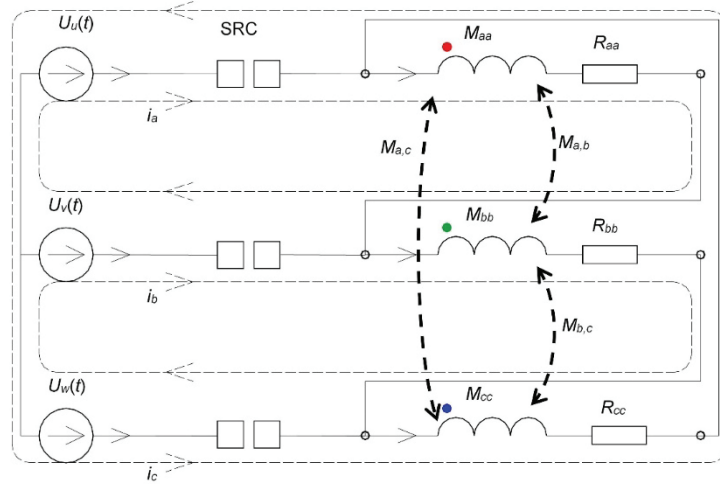 Uu(t)
SRC
Maa
Raa
ia
Ma,c
Ma,b
Uv(t)
Mbb
Rbb
ib
Mb,c
Uw(t)
Mcc
Rcc
ic